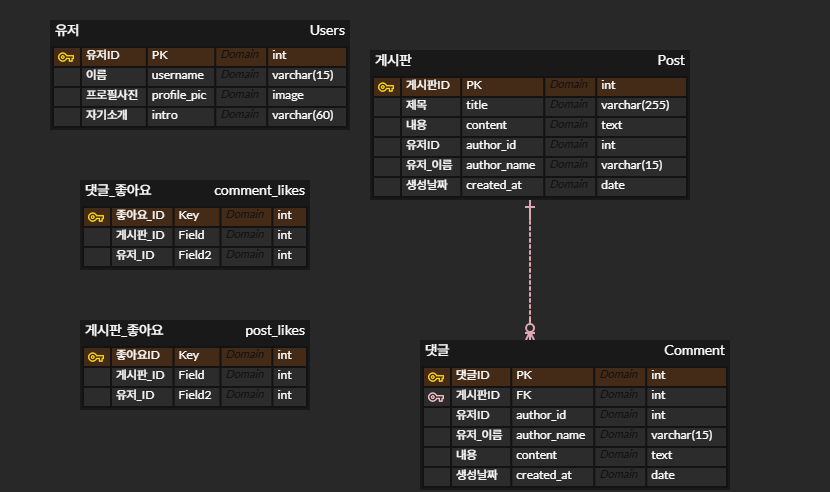 유저 Users
유저ID PK Domain int
이름 username Domain varchar(15)
프로필사진 profile_pic Domain image
자기소개 intro Domain varchar(60)
게시판 Post
게시판ID PK Domain int
제목 title Domain varchar(255)
내용 content Domain text
유저ID author_id Domain int
유저_이름 author_name Domain varchar(15)
생성날짜 created_at Domain date
댓글_좋아요 comment_likes
좋아요_ID Key Domain int
게시판_ID Field Domain int
유저_ID Field2 Domain int
게시판_좋아요 post_likes
좋아요ID Key Domain int
게시판_ID Field Domain int
유저_ID Field2 Domain int
댓글 Comment
댓글ID PK Domain int
게시판ID FK Domain int
유저ID author_id Domain int
유저_이름 author_name Domain varchar(15)
내용 content Domain text
생성날짜 created_at Domain date